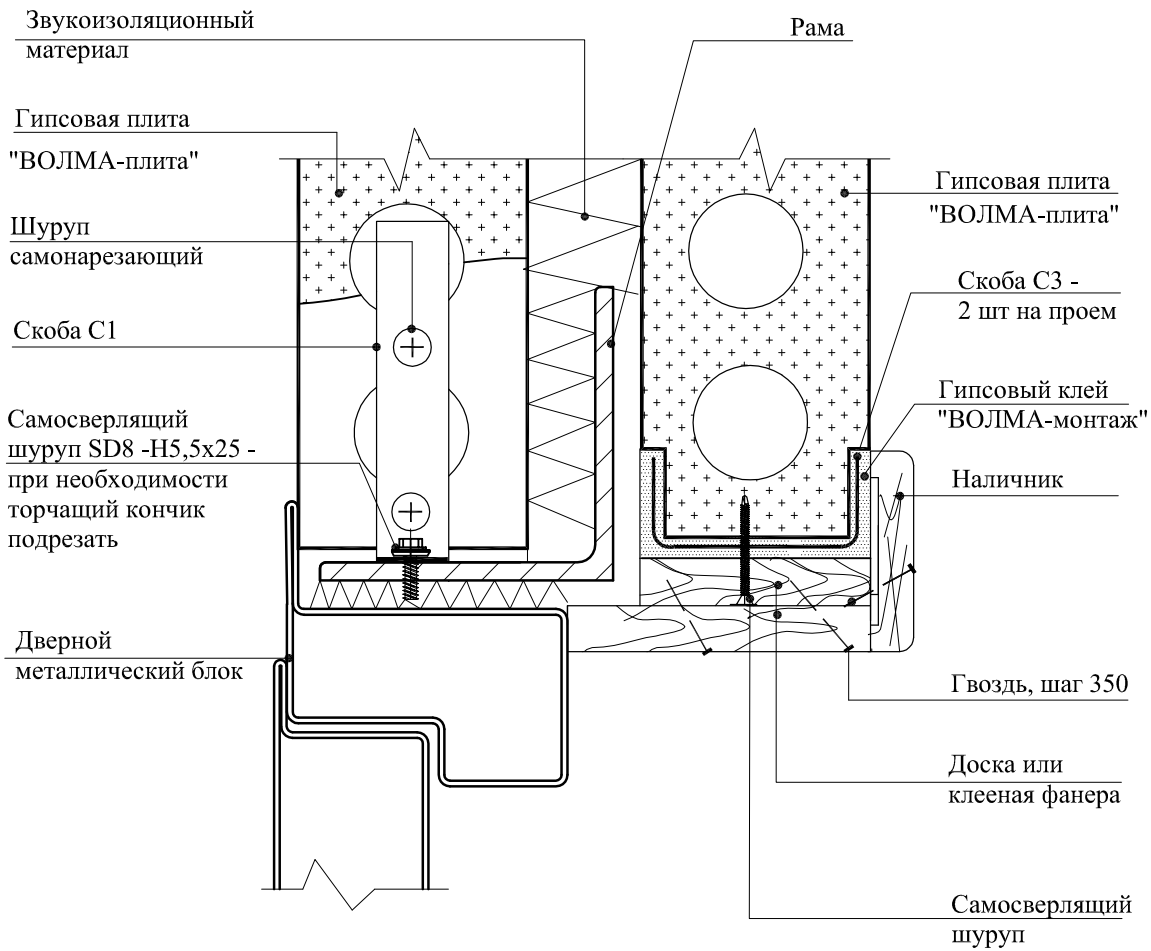 Звукоизоляционный
материал
Рама
Гипсовая плита
"ВОЛМА-плита"
Шуруп
самонарезающий
Скоба С1
Самосверлящий
шуруп SD8 -H5,5x25 -
при необходимости
торчащий кончик
подрезать
Дверной
металлический блок
Гипсовая плита
"ВОЛМА-плита"
Скоба С3 -
2 шт на проем
Гипсовый клей
"ВОЛМА-монтаж"
Наличник
Гвоздь, шаг 350
Доска или
клееная фанера
Самосверлящий
шуруп